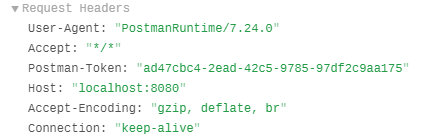 Request Headers
User-Agent: "PostmanRuntime/7.24.0"
Accept: "*/*"
Postman-Token: "ad47cbc4-2ead-42c5-9785-97df2c9aa175"
Host: "localhost:8080"
Accept-Encoding: "gzip, deflate, br"
Connection: "keep-alive"